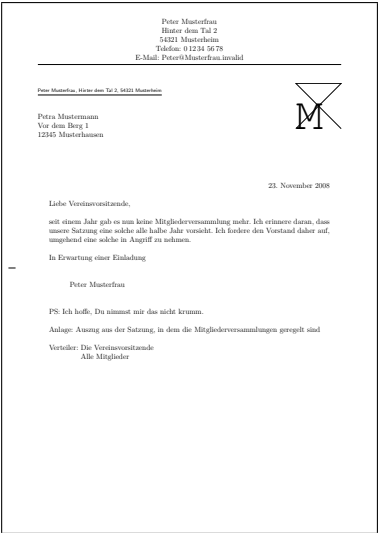 Peter Musterfrau
Hinter dem Tal 2
54321 Musterheim
Telefon: 0 12 34 56 78
E-Mail: Peter@Musterfrau.invalid
Peter Musterfrau, Hinter dem Tal 2, 54321 Musterheim
M
Petra Mustermann
Vor dem Berg 1
12345 Musterhausen
23. November 2008
Liebe Vereinsvorsitzende,
seit einem Jahr gab es nun keine Mitgliederversammlung mehr. Ich erinnere daran, dass
unsere Satzung eine solche alle halbe Jahr vorsieht. Ich fordere den Vorstand daher auf,
umgehend eine solche in Angriff zu nehmen.
In Erwartung einer Einladung
Peter Musterfrau
PS: Ich hoffe, Du nimmst mir das nicht krumm.
Anlage: Auszug aus der Satzung, in dem die Mitgliederversammlungen geregelt sind
Verteiler: Die Vereinsvorsitzende
Alle Mitglieder